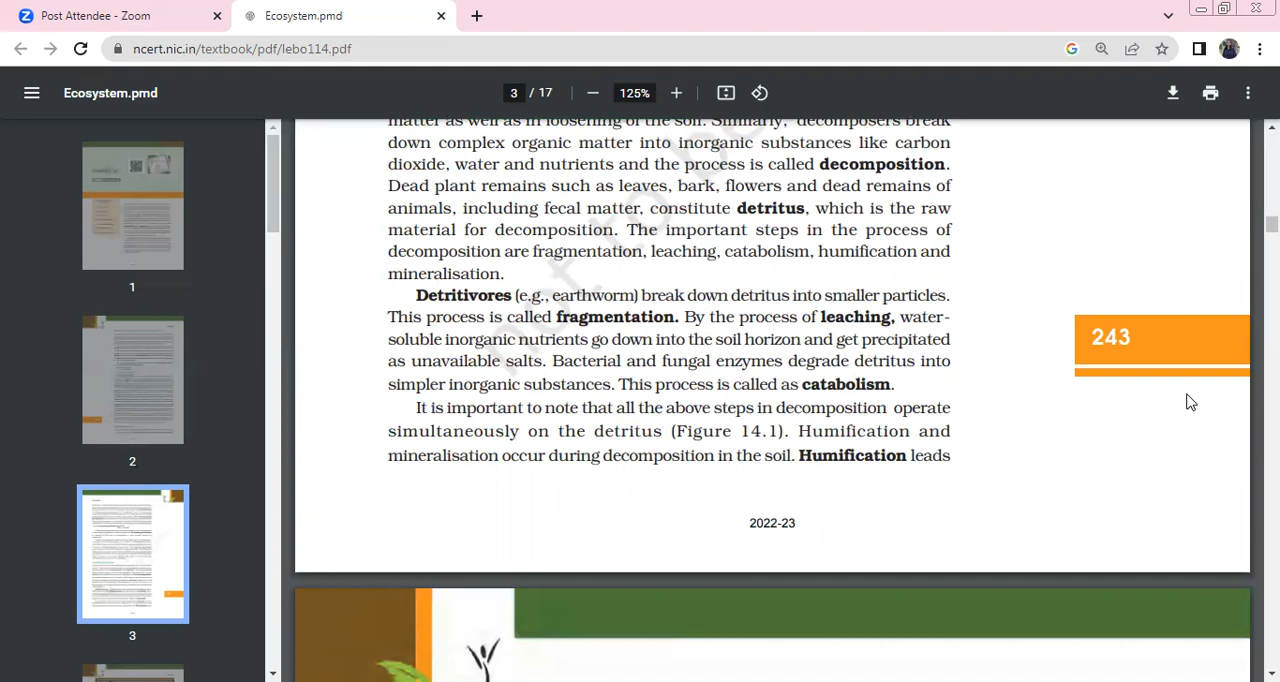 Post Attendee - Zoom
Ecosystem.pmd
ncert.nic.in/textbook/pdf/lebo114.pdf
Ecosystem.pmd
3 / 17
125%
matter as well as in loosening of the soil. Similarly, decomposers break
down complex organic matter into inorganic substances like carbon
dioxide, water and nutrients and the process is called decomposition.
Dead plant remains such as leaves, bark, flowers and dead remains of
animals, including fecal matter, constitute detritus, which is the raw
material for decomposition. The important steps in the process of
decomposition are fragmentation, leaching, catabolism, humification and
mineralisation.
Detritivores (e.g., earthworm) break down detritus into smaller particles.
This process is called fragmentation. By the process of leaching, water-
soluble inorganic nutrients go down into the soil horizon and get precipitated
as unavailable salts. Bacterial and fungal enzymes degrade detritus into
simpler inorganic substances. This process is called as catabolism.
It is important to note that all the above steps in decomposition operate
simultaneously on the detritus (Figure 14.1). Humification and
mineralisation occur during decomposition in the soil. Humification leads
243
2022-23
not to be
1
2
3